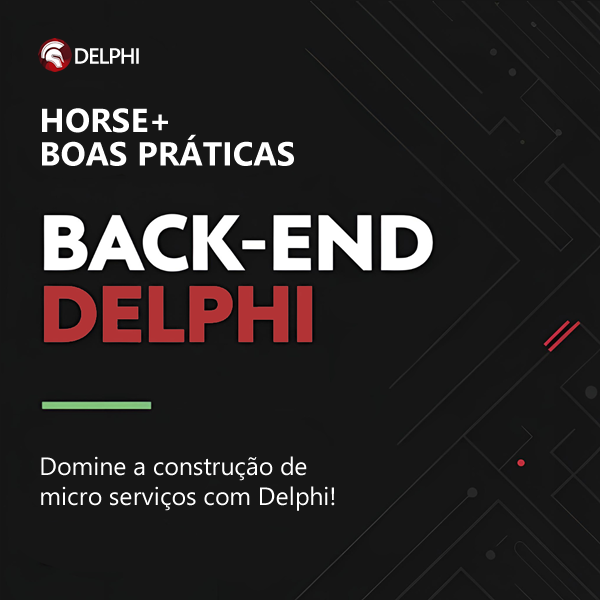 DELPHI
HORSE+
BOAS PRÁTICAS
BACK-END
DELPHI
Domine a construção de
micro serviços com Delphi!